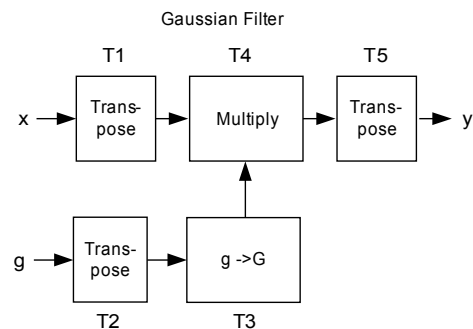 Gaussian Filter
T1
T4
T5
x
Trans-
pose
Multiply
Trans-
pose
y
g
Trans-
pose
g ->G
T2
T3